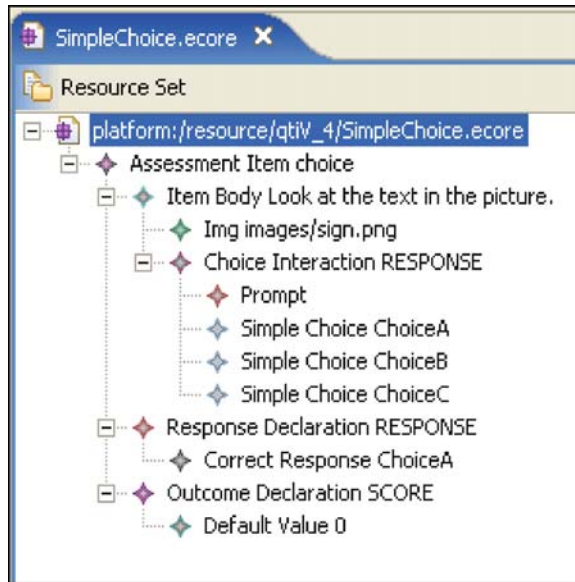 SimpleChoice.ecore
Resource Set
platform:/resource/qtiV_4/SimpleChoice.ecore
Assessment Item choice
Item Body Look at the text in the picture.
Img images/sign.png
Choice Interaction RESPONSE
Prompt
Simple Choice ChoiceA
Simple Choice ChoiceB
Simple Choice ChoiceC
Response Declaration RESPONSE
Correct Response ChoiceA
Outcome Declaration SCORE
Default Value 0